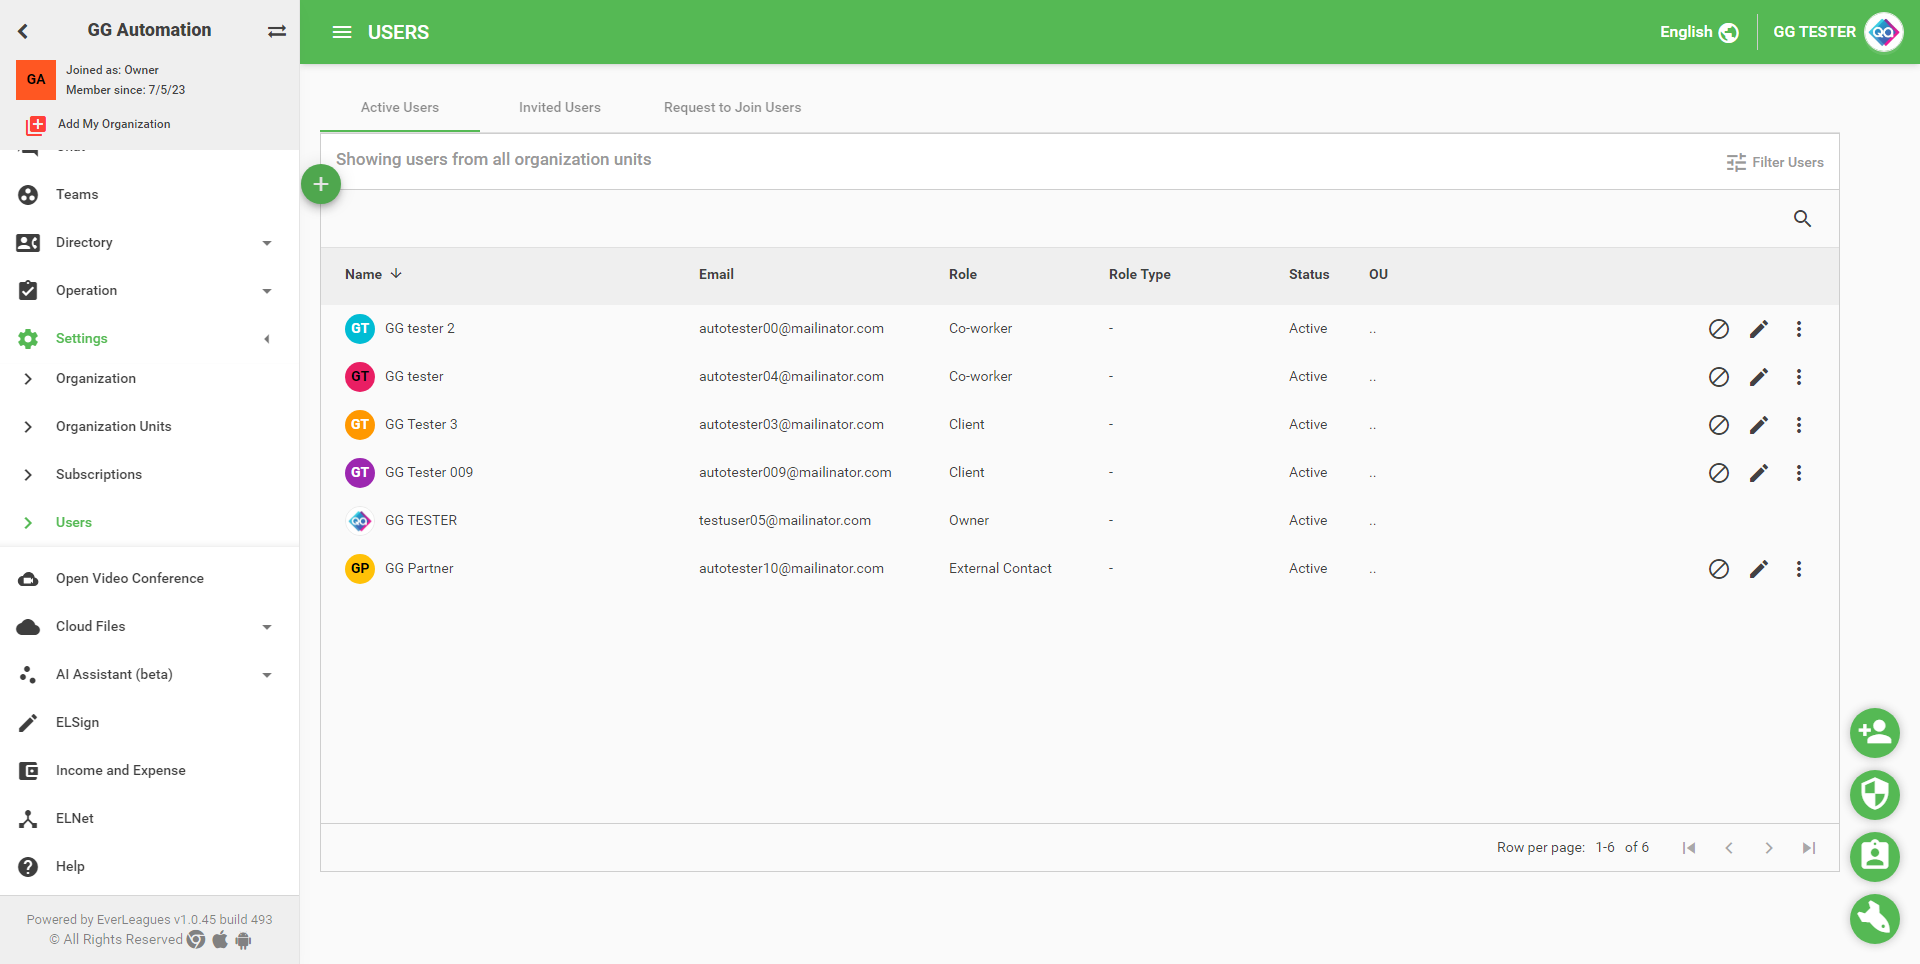 GG Automation
GA
Joined as: Owner
Member since: 7/5/23
Add My Organization
Teams
Directory
Operation
Settings
Organization
Organization Units
Subscriptions
Users
Open Video Conference
Cloud Files
AI Assistant (beta)
ELSign
Income and Expense
ELNet
Help
Powered by EverLeagues v1.0.45 build 493
© All Rights Reserved
USERS
English
GG TESTER
QA
Active Users
Invited Users
Request to Join Users
Showing users from all organization units
Filter Users
Name Email Role Role Type Status OU
GT GG tester 2 autotester00@mailinator.com Co-worker - Active ..
GT GG tester autotester04@mailinator.com Co-worker - Active ..
GT GG Tester 3 autotester03@mailinator.com Client - Active ..
GT GG Tester 009 autotester009@mailinator.com Client - Active ..
QA GG TESTER testuser05@mailinator.com Owner - Active ..
GP GG Partner autotester10@mailinator.com External Contact - Active ..
Row per page: 1-6 of 6